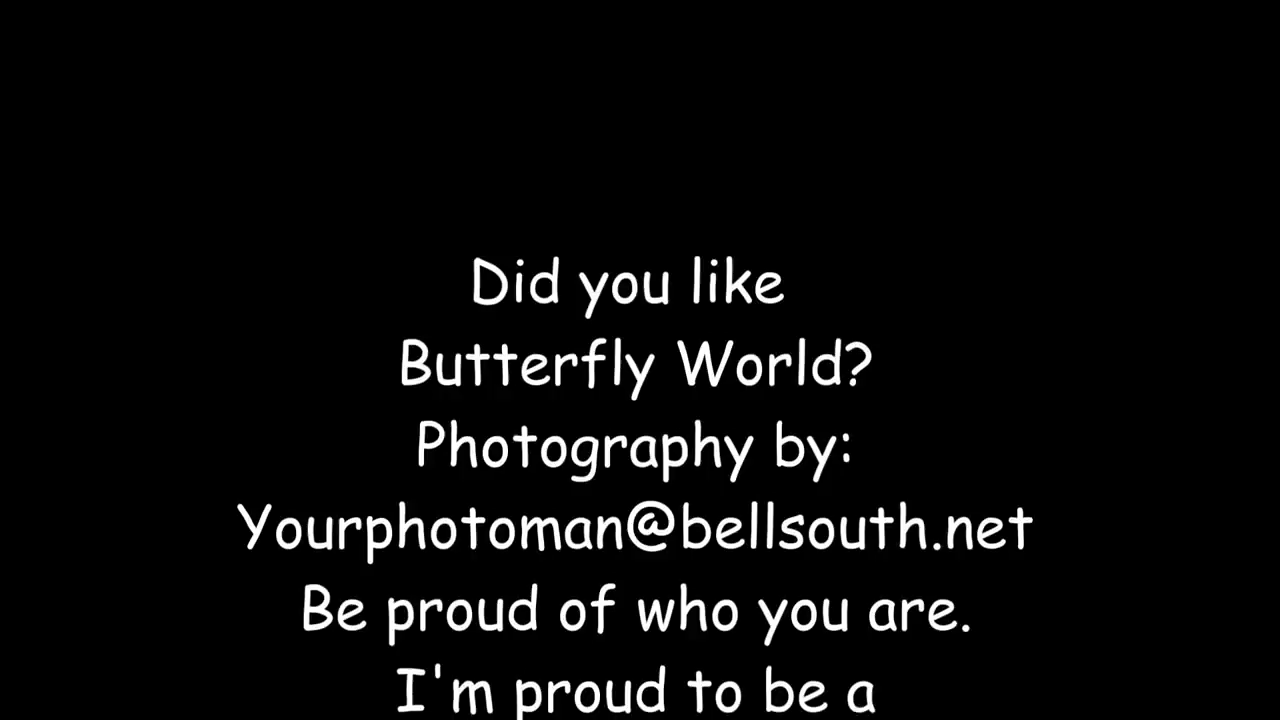 Did you like
Butterfly World?
Photography by:
Yourphotoman@bellsouth.net
Be proud of who you are.
I'm proud to be a